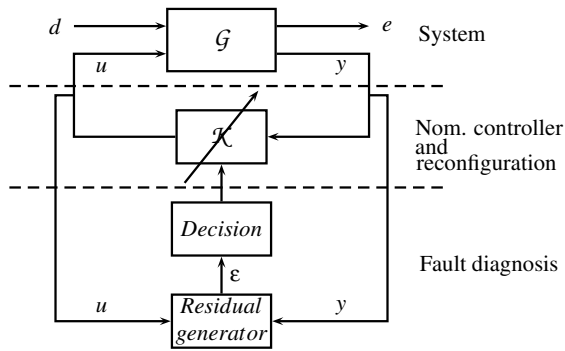 d
𝒢
e
System
u
y
𝒦
Nom. controller
and
reconfiguration
Decision
Fault diagnosis
ε
u
Residual
generator
y